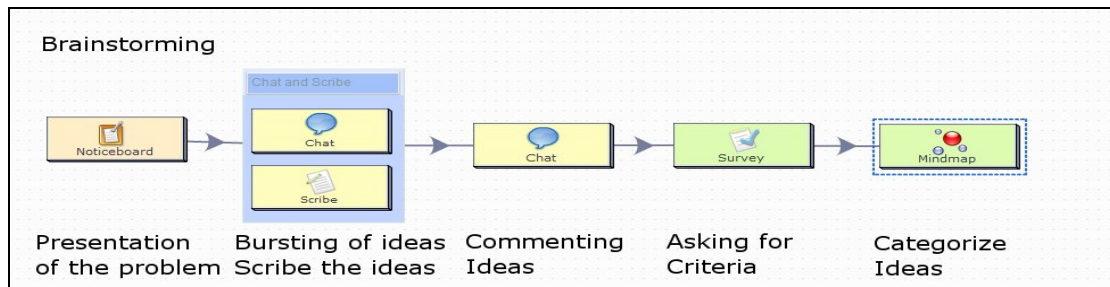 Brainstorming
Chat and Scribe
Noticeboard
Chat
Scribe
Chat
Survey
Mindmap
Presentation
of the problem
Bursting of ideas
Scribe the ideas
Commenting
Ideas
Asking for
Criteria
Categorize
Ideas